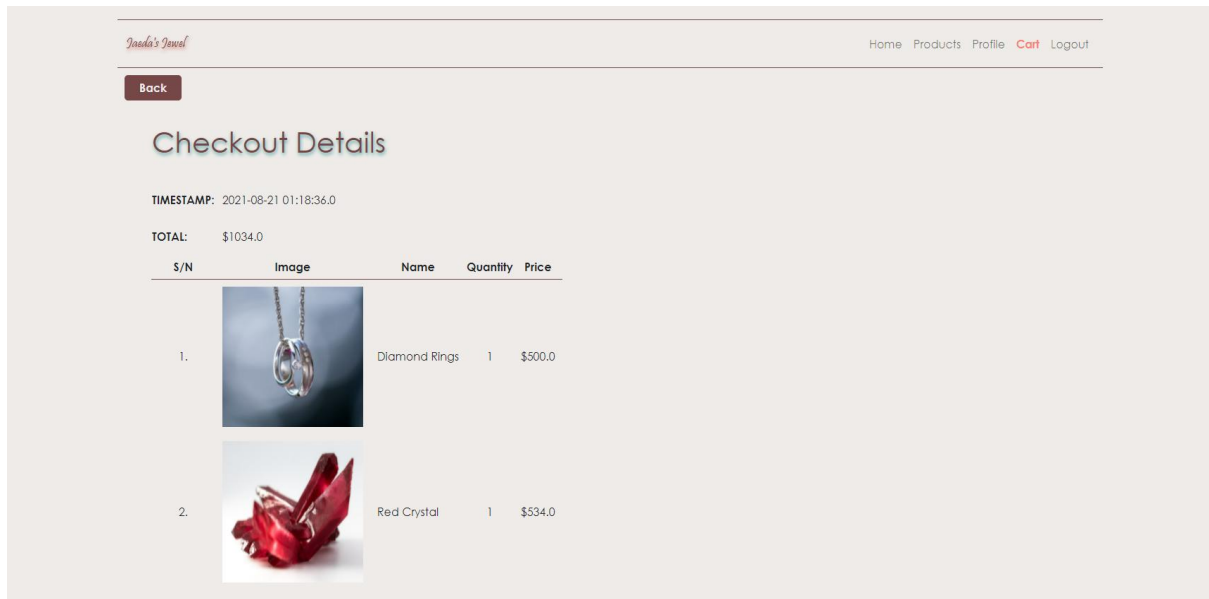 Jaeda's Jewel
Home Products Profile Cart Logout
Back
Checkout Details
TIMESTAMP: 2021-08-21 01:18:36.0
TOTAL: $1034.0
S/N Image Name Quantity Price
1. Diamond Rings 1 $500.0
2. Red Crystal 1 $534.0